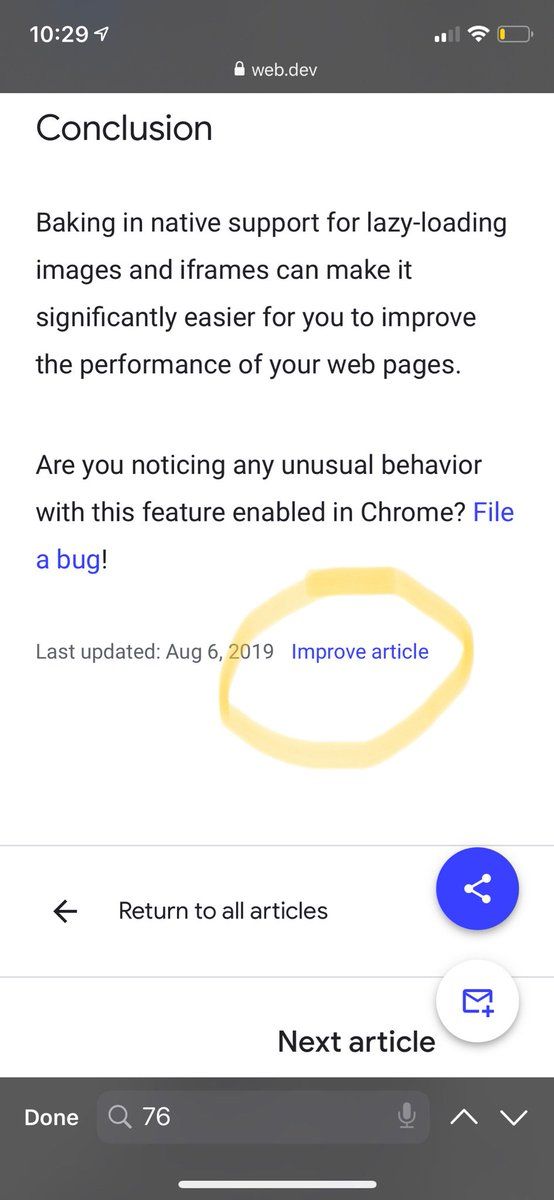 10:29
web.dev
Conclusion
Baking in native support for lazy-loading
images and iframes can make it
significantly easier for you to improve
the performance of your web pages.
Are you noticing any unusual behavior
with this feature enabled in Chrome? File
a bug!
Last updated: Aug 6, 2019 Improve article
Return to all articles
Next article
Done 76